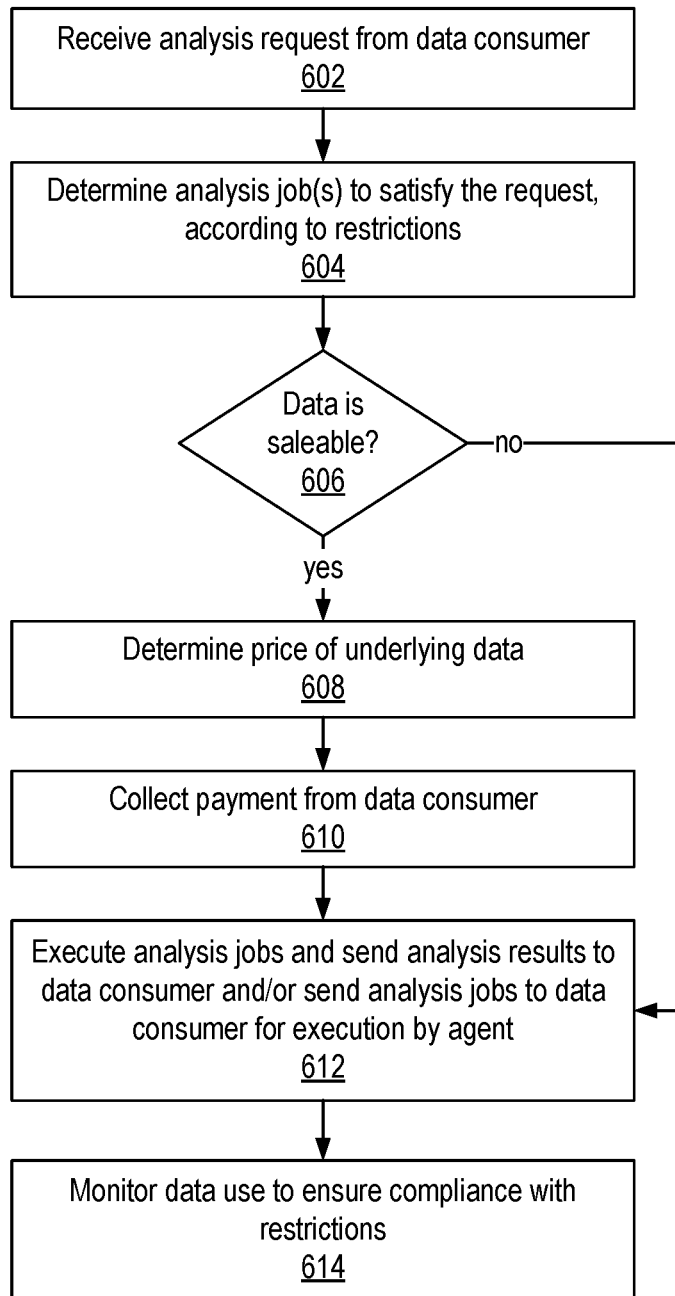 Receive analysis request from data consumer
602
Determine analysis job(s) to satisfy the request,
according to restrictions
604
Data is
saleable?
606
no
yes
Determine price of underlying data
608
Collect payment from data consumer
610
Execute analysis jobs and send analysis results to
data consumer and/or send analysis jobs to data
consumer for execution by agent
612
Monitor data use to ensure compliance with
restrictions
614